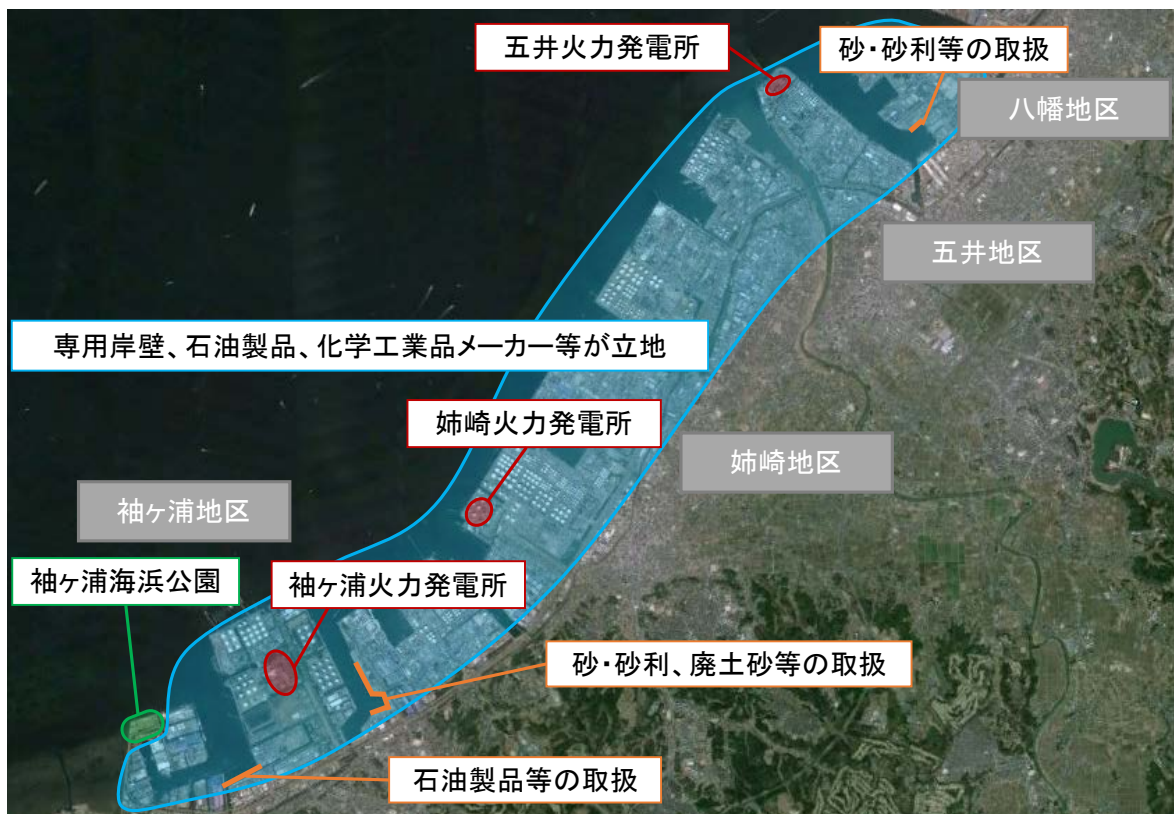 五井火力発電所
砂・砂利等の取扱
八幡地区
五井地区
専用岸壁、石油製品、化学工業品メーカー等が立地
姉崎火力発電所
姉崎地区
袖ヶ浦地区
袖ヶ浦海浜公園
袖ヶ浦火力発電所
砂・砂利、廃土砂等の取扱
石油製品等の取扱